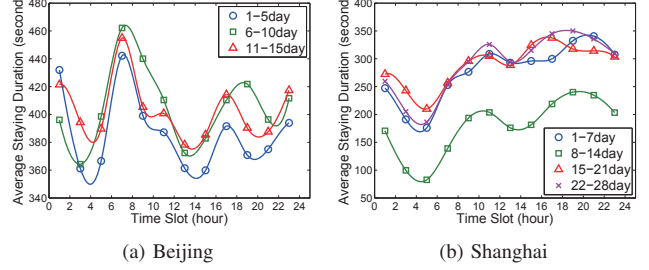 480
460
440
420
400
380
360
340
0 2 4 6 8 10 12 14 16 18 20 22 24
Average Staying Duration (second
Time Slot (hour)
1−5day
6−10day
11−15day
(a) Beijing
400
350
300
250
200
150
100
50
0 2 4 6 8 10 12 14 16 18 20 22 24
Average Staying Duration (second
Time Slot (hour)
1−7day
8−14day
15−21day
22−28day
(b) Shanghai